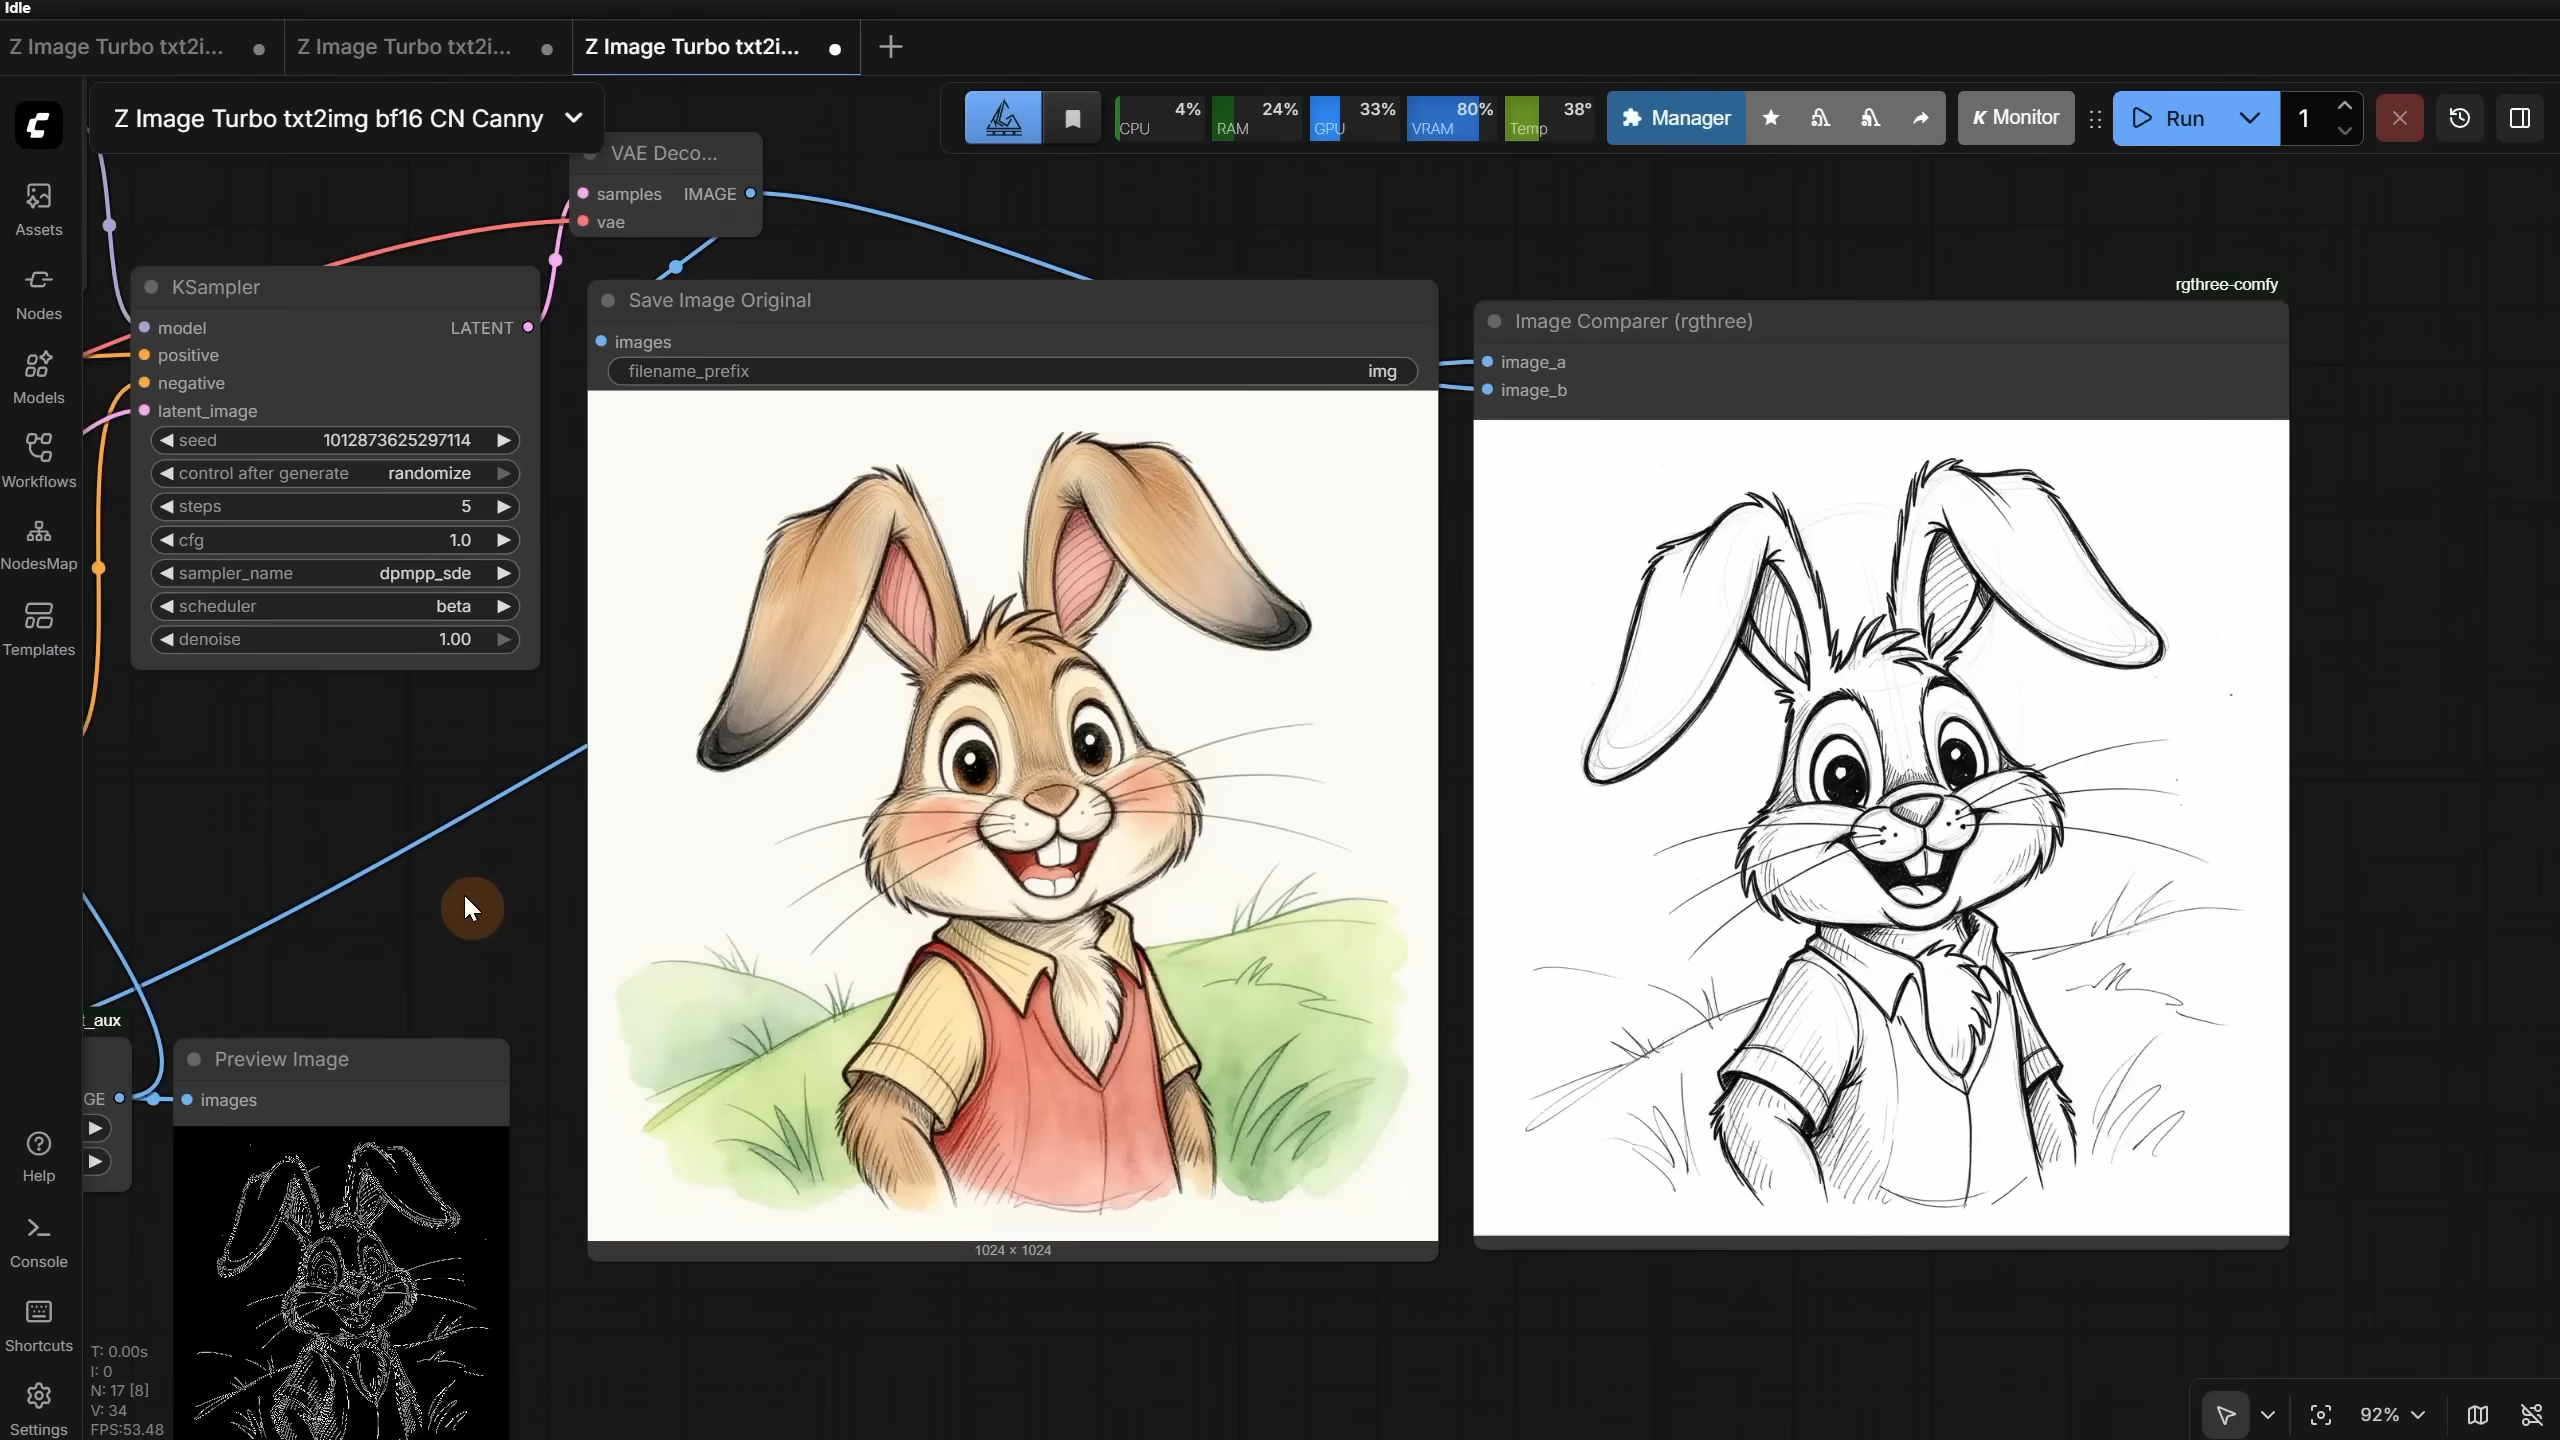 Idle
Z Image Turbo txt2i...
Z Image Turbo txt2i...
Z Image Turbo txt2i...
Z Image Turbo txt2img bf16 CN Canny
CPU 4%
RAM 24%
GPU 33%
VRAM 80%
Temp 38°
Manager
K Monitor
Run
1
Assets
Nodes
Models
Workflows
NodesMap
Templates
Help
Console
Shortcuts
Settings
VAE Deco...
samples IMAGE
vae
KSampler
model LATENT
positive
negative
latent_image
seed 1012873625297114
control after generate randomize
steps 5
cfg 1.0
sampler_name dpmpp_sde
scheduler beta
denoise 1.00
Save Image Original
images
filename_prefix img
1024 × 1024
rgthree-comfy
Image Comparer (rgthree)
image_a
image_b
t_aux
GE
Preview Image
images
T: 0.00s
I: 0
N: 17 [8]
V: 34
FPS:53.48
92%